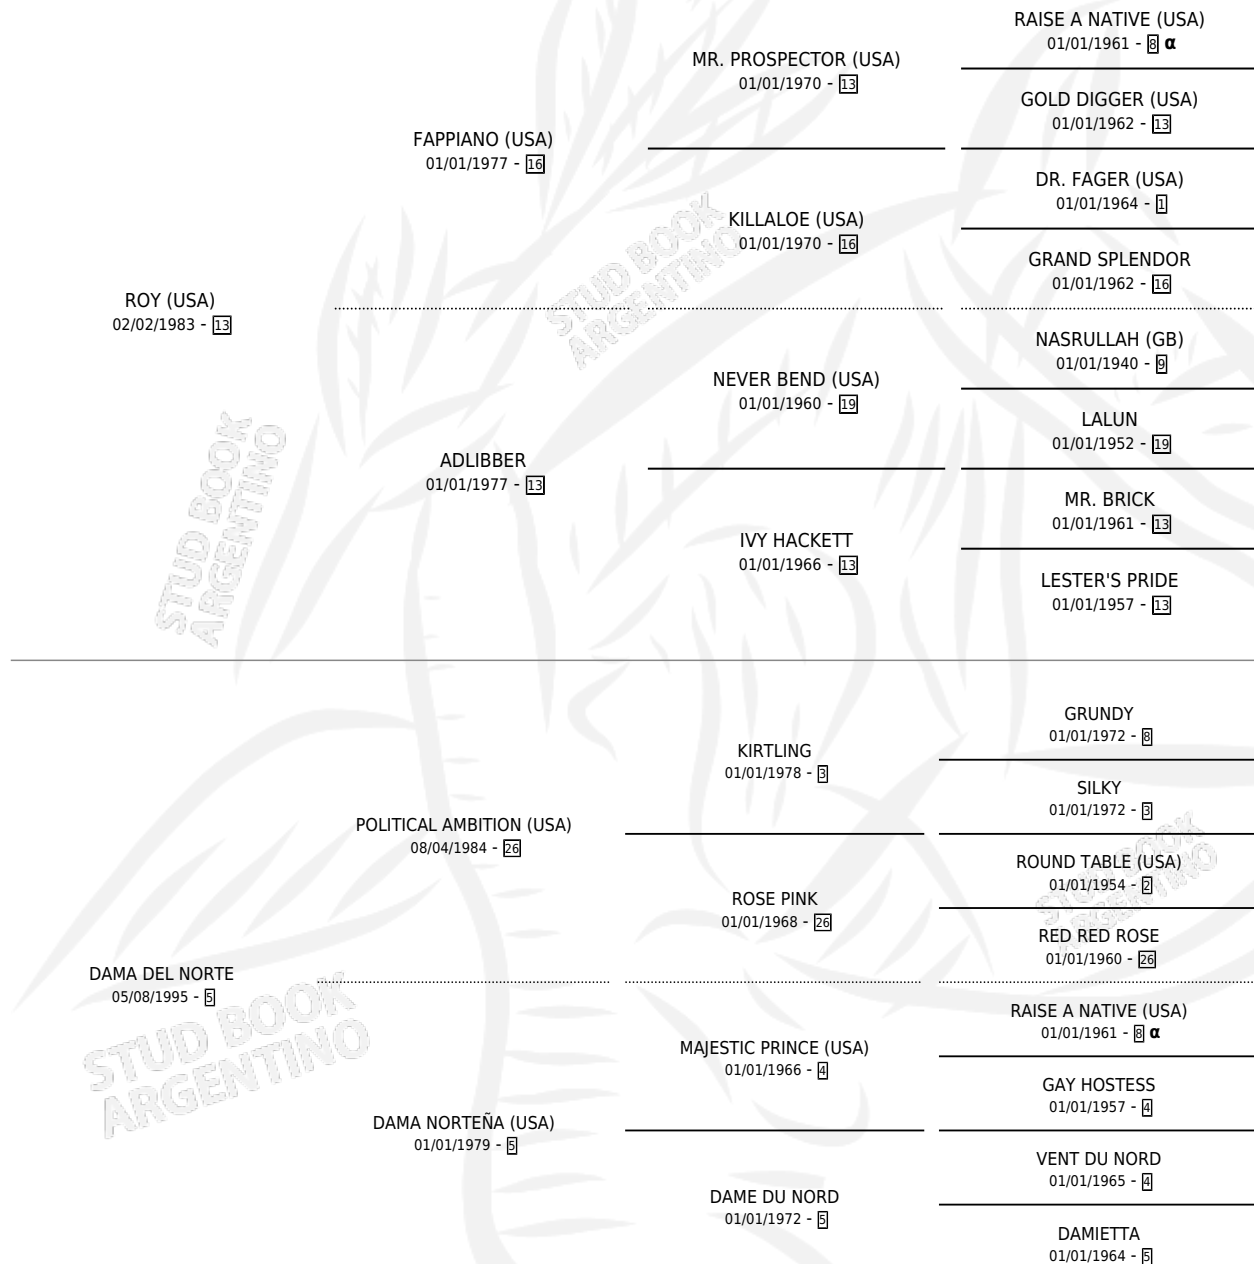 RAISE A NATIVE (USA)
01/01/1961 - 8 α
MR. PROSPECTOR (USA)
01/01/1970 - 13
GOLD DIGGER (USA)
01/01/1962 - 13
FAPPIANO (USA)
01/01/1977 - 16
DR. FAGER (USA)
01/01/1964 - 1
KILLALOE (USA)
01/01/1970 - 16
GRAND SPLENDOR
01/01/1962 - 16
ROY (USA)
02/02/1983 - 13
NASRULLAH (GB)
01/01/1940 - 9
NEVER BEND (USA)
01/01/1960 - 19
LALUN
01/01/1952 - 19
ADLIBBER
01/01/1977 - 13
MR. BRICK
01/01/1961 - 13
IVY HACKETT
01/01/1966 - 13
LESTER'S PRIDE
01/01/1957 - 13
GRUNDY
01/01/1972 - 8
KIRTLING
01/01/1978 - 3
SILKY
01/01/1972 - 3
POLITICAL AMBITION (USA)
08/04/1984 - 26
ROUND TABLE (USA)
01/01/1954 - 2
ROSE PINK
01/01/1968 - 26
RED RED ROSE
01/01/1960 - 26
DAMA DEL NORTE
05/08/1995 - 5
RAISE A NATIVE (USA)
01/01/1961 - 8 α
MAJESTIC PRINCE (USA)
01/01/1966 - 4
GAY HOSTESS
01/01/1957 - 4
DAMA NORTEÑA (USA)
01/01/1979 - 5
VENT DU NORD
01/01/1965 - 4
DAME DU NORD
01/01/1972 - 5
DAMIETTA
01/01/1964 - 5
STUD BOOK
ARGENTINO
STUD BOOK
ARGENTINO
STUD BOOK
ARGENTINO
STUD BOOK
ARGENTINO